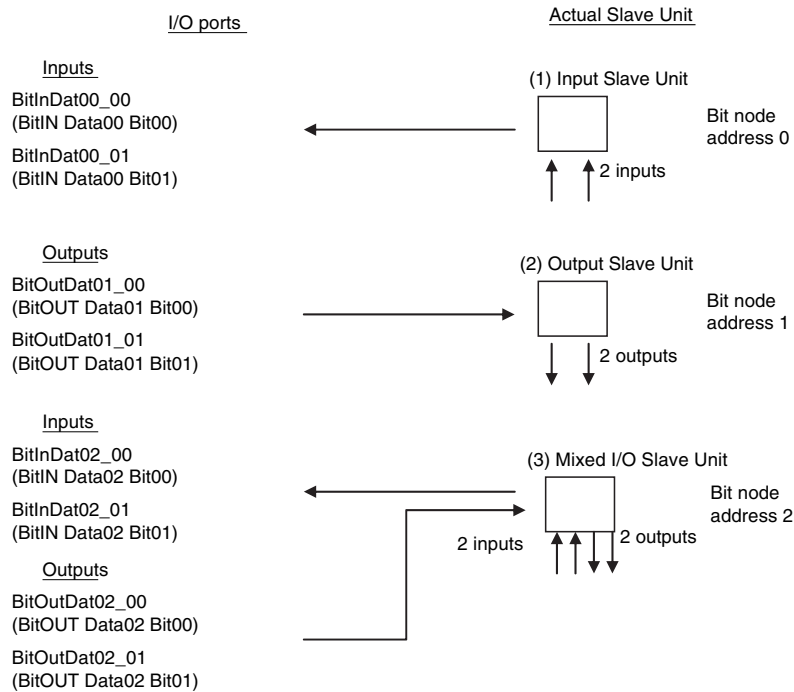 I/O ports
Actual Slave Unit
Inputs
BitInDat00_00
(BitIN Data00 Bit00)
BitInDat00_01
(BitIN Data00 Bit01)
(1) Input Slave Unit
Bit node
address 0
2 inputs
Outputs
BitOutDat01_00
(BitOUT Data01 Bit00)
BitOutDat01_01
(BitOUT Data01 Bit01)
(2) Output Slave Unit
Bit node
address 1
2 outputs
Inputs
BitInDat02_00
(BitIN Data02 Bit00)
BitInDat02_01
(BitIN Data02 Bit01)
(3) Mixed I/O Slave Unit
Bit node
address 2
2 inputs
2 outputs
Outputs
BitOutDat02_00
(BitOUT Data02 Bit00)
BitOutDat02_01
(BitOUT Data02 Bit01)